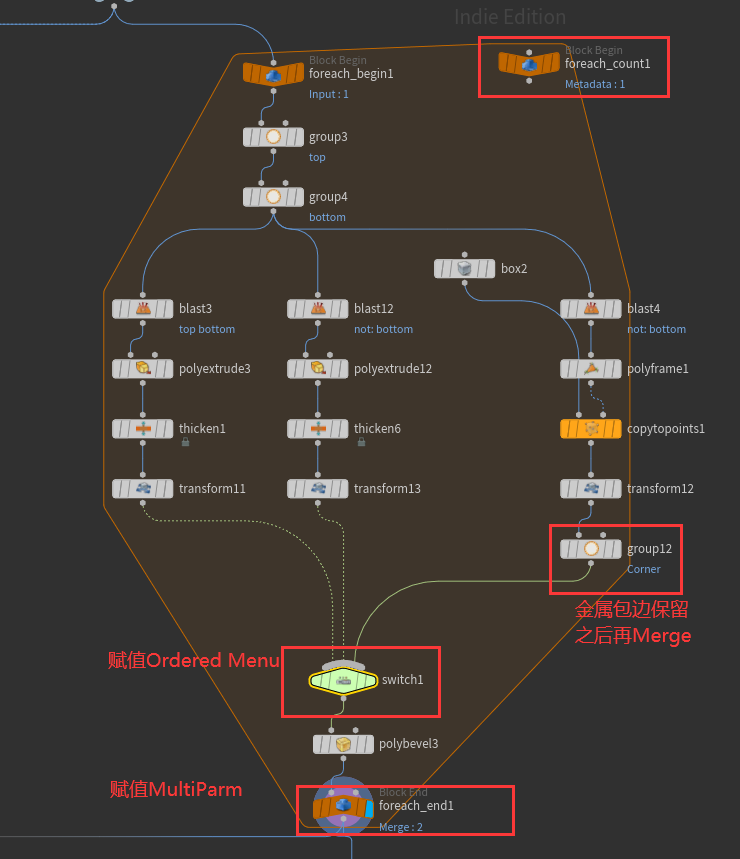 Indie Edition
Block Begin
foreach_begin1
Input : 1
Block Begin
foreach_count1
Metadata : 1
group3
top
group4
bottom
box2
blast3
top bottom
blast12
not: bottom
blast4
not: bottom
polyextrude3
polyextrude12
polyframe1
thicken1
thicken6
copytopoints1
transform11
transform13
transform12
group12
Corner
金属包边保留
之后再Merge
赋值Ordered Menu
switch1
polybevel3
赋值MultiParm
Block End
foreach_end1
Merge : 2